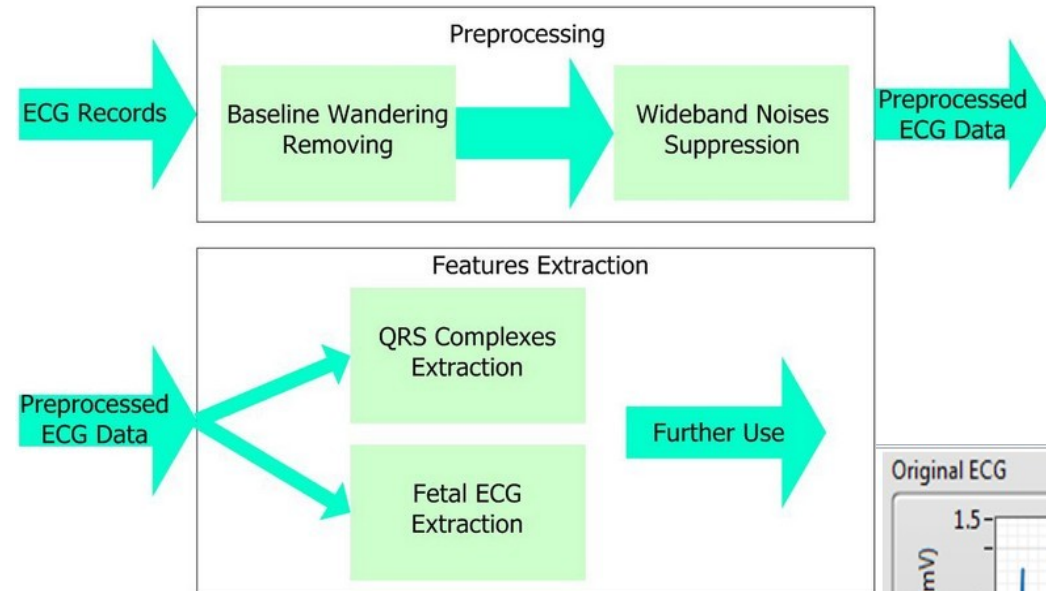 Preprocessing
ECG Records
Baseline Wandering
Removing
Wideband Noises
Suppression
Preprocessed
ECG Data
Features Extraction
QRS Complexes
Extraction
Preprocessed
ECG Data
Further Use
Fetal ECG
Extraction
Original ECG
1.5
mV)